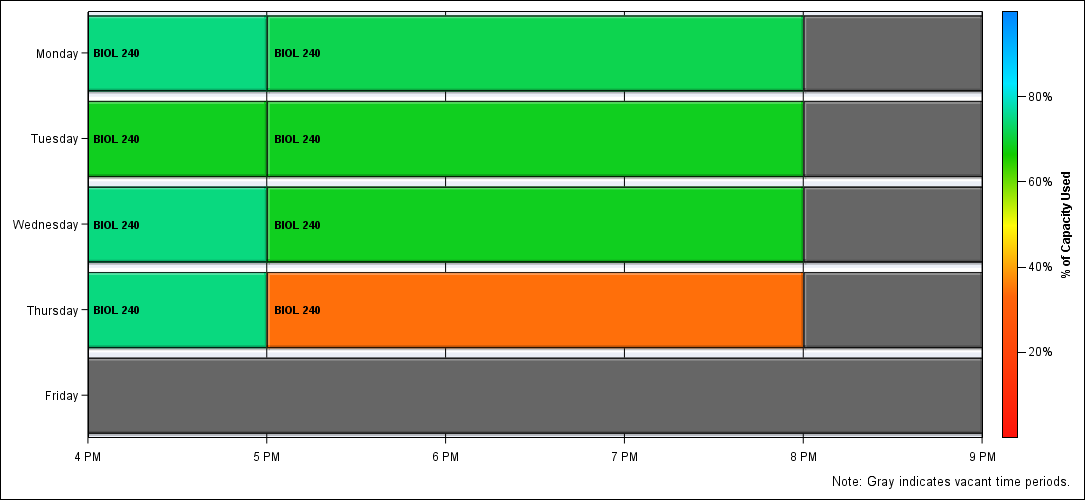 Monday
BIOL 240
BIOL 240
Tuesday
BIOL 240
BIOL 240
Wednesday
BIOL 240
BIOL 240
Thursday
BIOL 240
BIOL 240
Friday
4 PM
5 PM
6 PM
7 PM
8 PM
9 PM
80%
60%
40%
20%
% of Capacity Used
Note: Gray indicates vacant time periods.